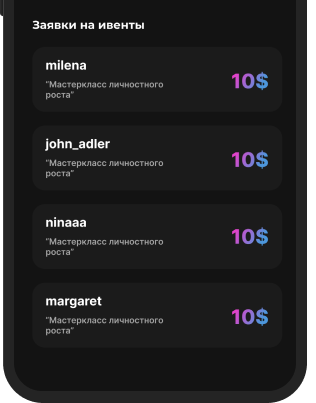 Заявки на ивенты
milena
"Мастеркласс личностного
роста"
10$
john_adler
"Мастеркласс личностного
роста"
10$
ninaaa
"Мастеркласс личностного
роста"
10$
margaret
"Мастеркласс личностного
роста"
10$